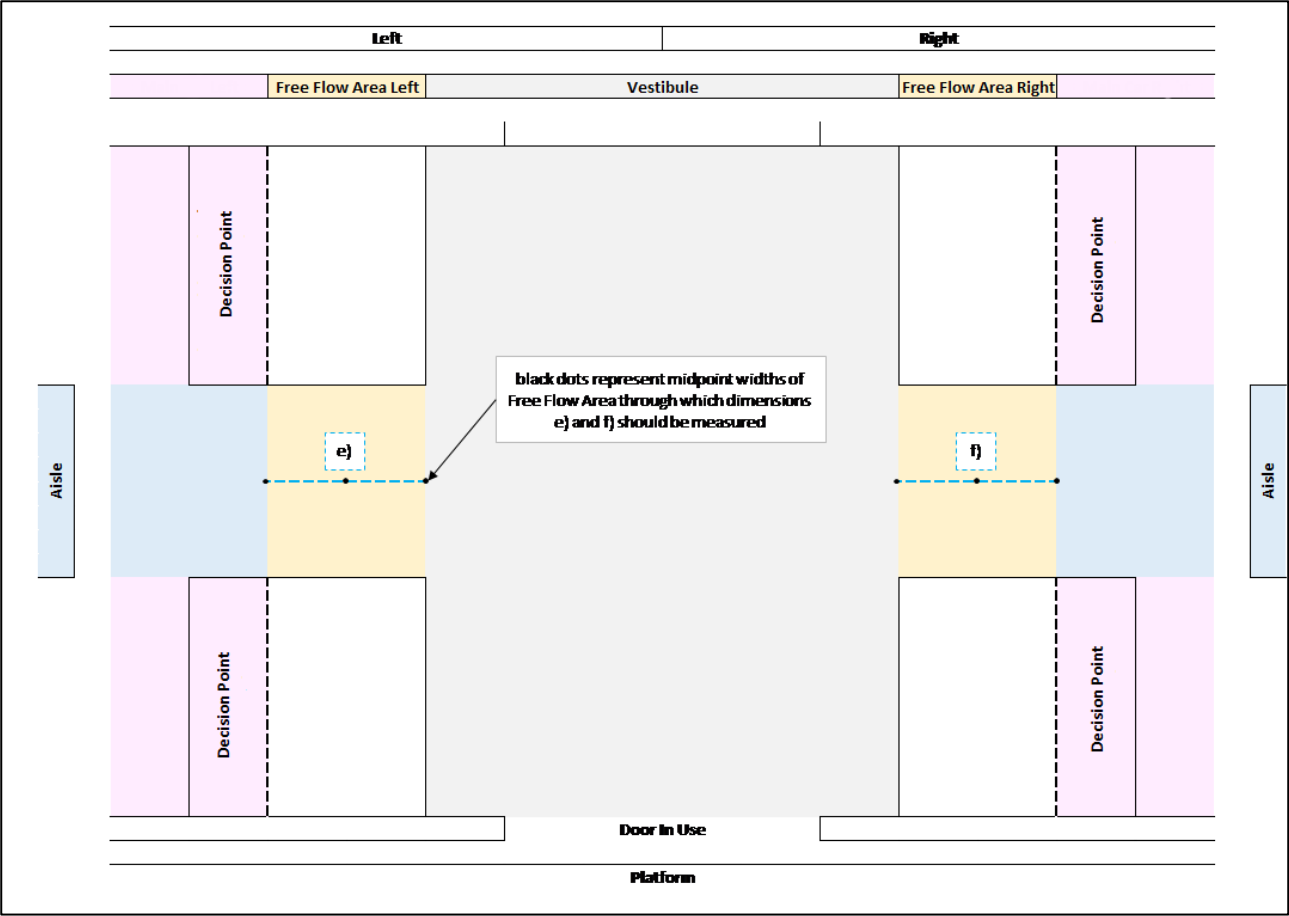 Left
Right
Free Flow Area Left
Vestibule
Free Flow Area Right
Decision Point
Decision Point
black dots represent midpoint widths of
Free Flow Area through which dimensions
e) and f) should be measured
e)
f)
Aisle
Aisle
Decision Point
Decision Point
Door In Use
Platform